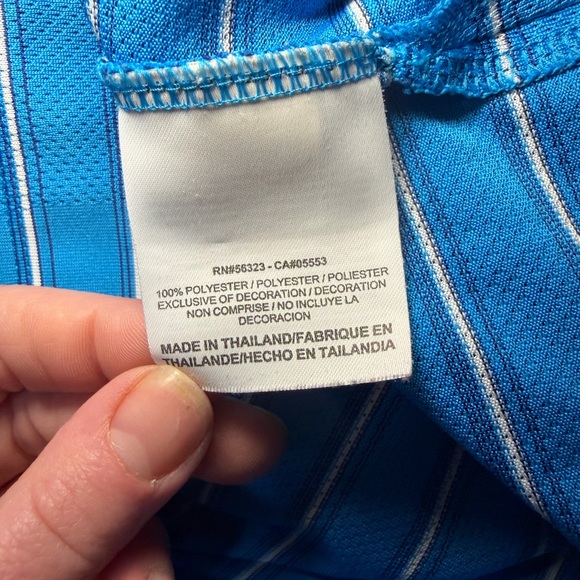 RN#56323 - CA#05553
100% POLYESTER / POLYESTER / POLIESTER
EXCLUSIVE OF DECORATION / DECORATION
NON COMPRISE / NO INCLUYE LA
DECORACION
MADE IN THAILAND/FABRIQUE EN
THAILANDE/HECHO EN TAILANDIA